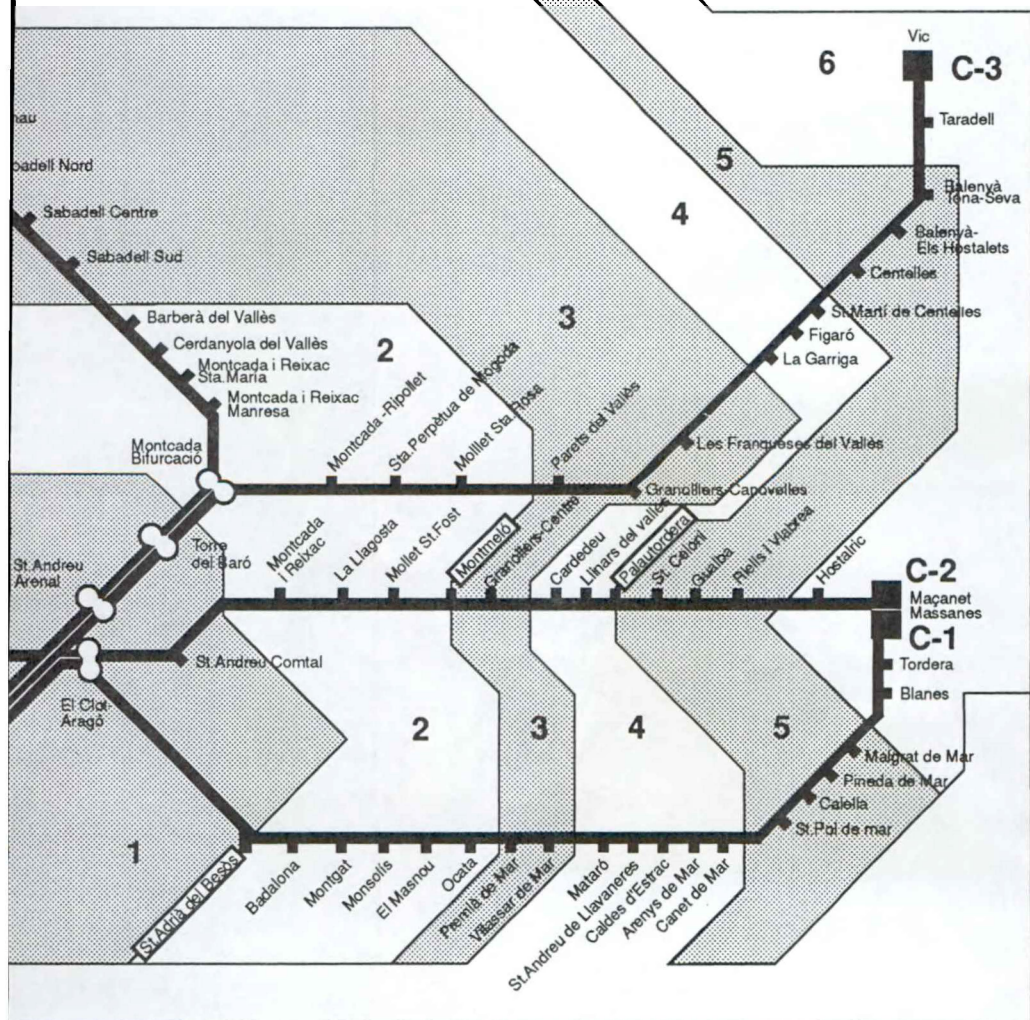 Vic
6
C-3
Taradell
nau
5
badell Nord
Balenyà
Tona-Seva
4
Sabadell Centre
Balenyà-
Els Hostalets
Sabadell Sud
Centelles
St.Martí de Centelles
Barberà del Vallès
3
Figaró
Cerdanyola del Vallès
2
La Garriga
Montcada i Reixac
Sta.Maria
Montcada i Reixac
Manresa
Montcada -Ripollet
Sta.Perpètua de Mogoda
Molllet Sta.Rosa
Parets del Vallès
Les Franqueses del Vallès
Montcada
Bifurcació
Granolllers-Canovelles
Torre
del Baró
St.Andreu
Arenal
Montcada
i Reixac
La Llagosta
Mollet St.Fost
Montmeló
Granollers-Centre
Cardedeu
Llinars del vallès
Palautordera
St. Celoni
Gualba
Riells I Viabrea
Hostalric
C-2
Maçanet
Massanes
C-1
St.Andreu Comtal
Tordera
El Clot-
Aragó
Blanes
2
3
4
5
Malgrat de Mar
Pineda de Mar
Calella
St.Pol de mar
1
St.Adrià del Besòs
Badalona
Montgat
Monsolís
El Masnou
Ocata
Premià de Mar
Vilassar de Mar
Mataró
St.Andreu de Llavaneres
Caldes d'Estrac
Arenys de Mar
Canet de Mar